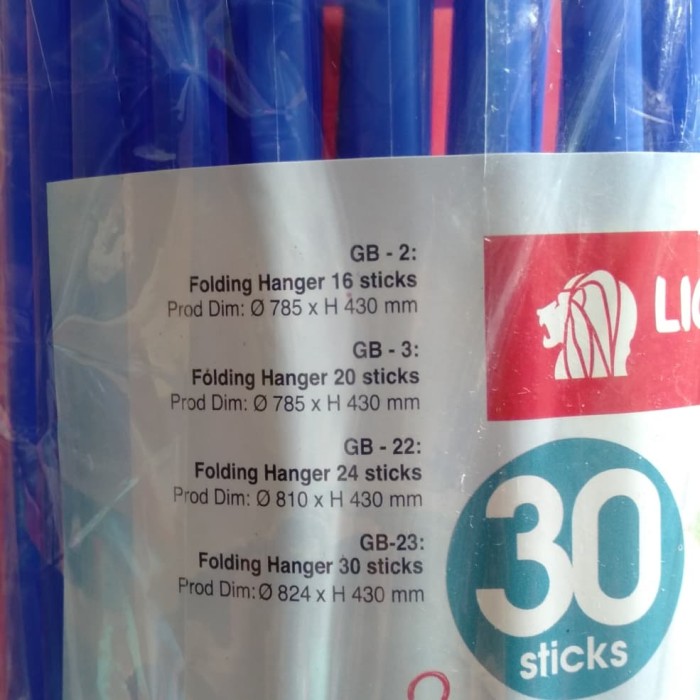 GB - 2:
Folding Hanger 16 sticks
Prod Dim: Ø 785 x H 430 mm
GB - 3:
Folding Hanger 20 sticks
Prod Dim: Ø 785 x H 430 mm
GB - 22:
Folding Hanger 24 sticks
Prod Dim: Ø 810 x H 430 mm
GB-23:
Folding Hanger 30 sticks
Prod Dim: Ø 824 x H 430 mm
30
sticks